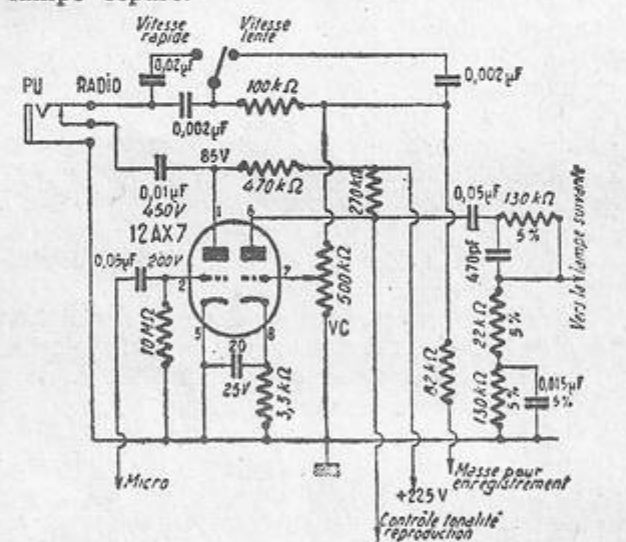 Vitesse rapide
Vitesse lente
0,02µF
PU
RADIO
100kΩ
0,002µF
0,002µF
85V
470kΩ
270kΩ
0,01µF
450V
0,05µF
130kΩ
5%
1
6
12AX7
470pF
Vers la lampe suivante
0,05µF
200V
2
7
500kΩ
VC
22kΩ
5%
10MΩ
20
25V
8
3,3kΩ
82kΩ
130kΩ
5%
0,015µF
5%
Micro
+225V
Masse pour
enregistrement
Contrôle tonalité
reproduction